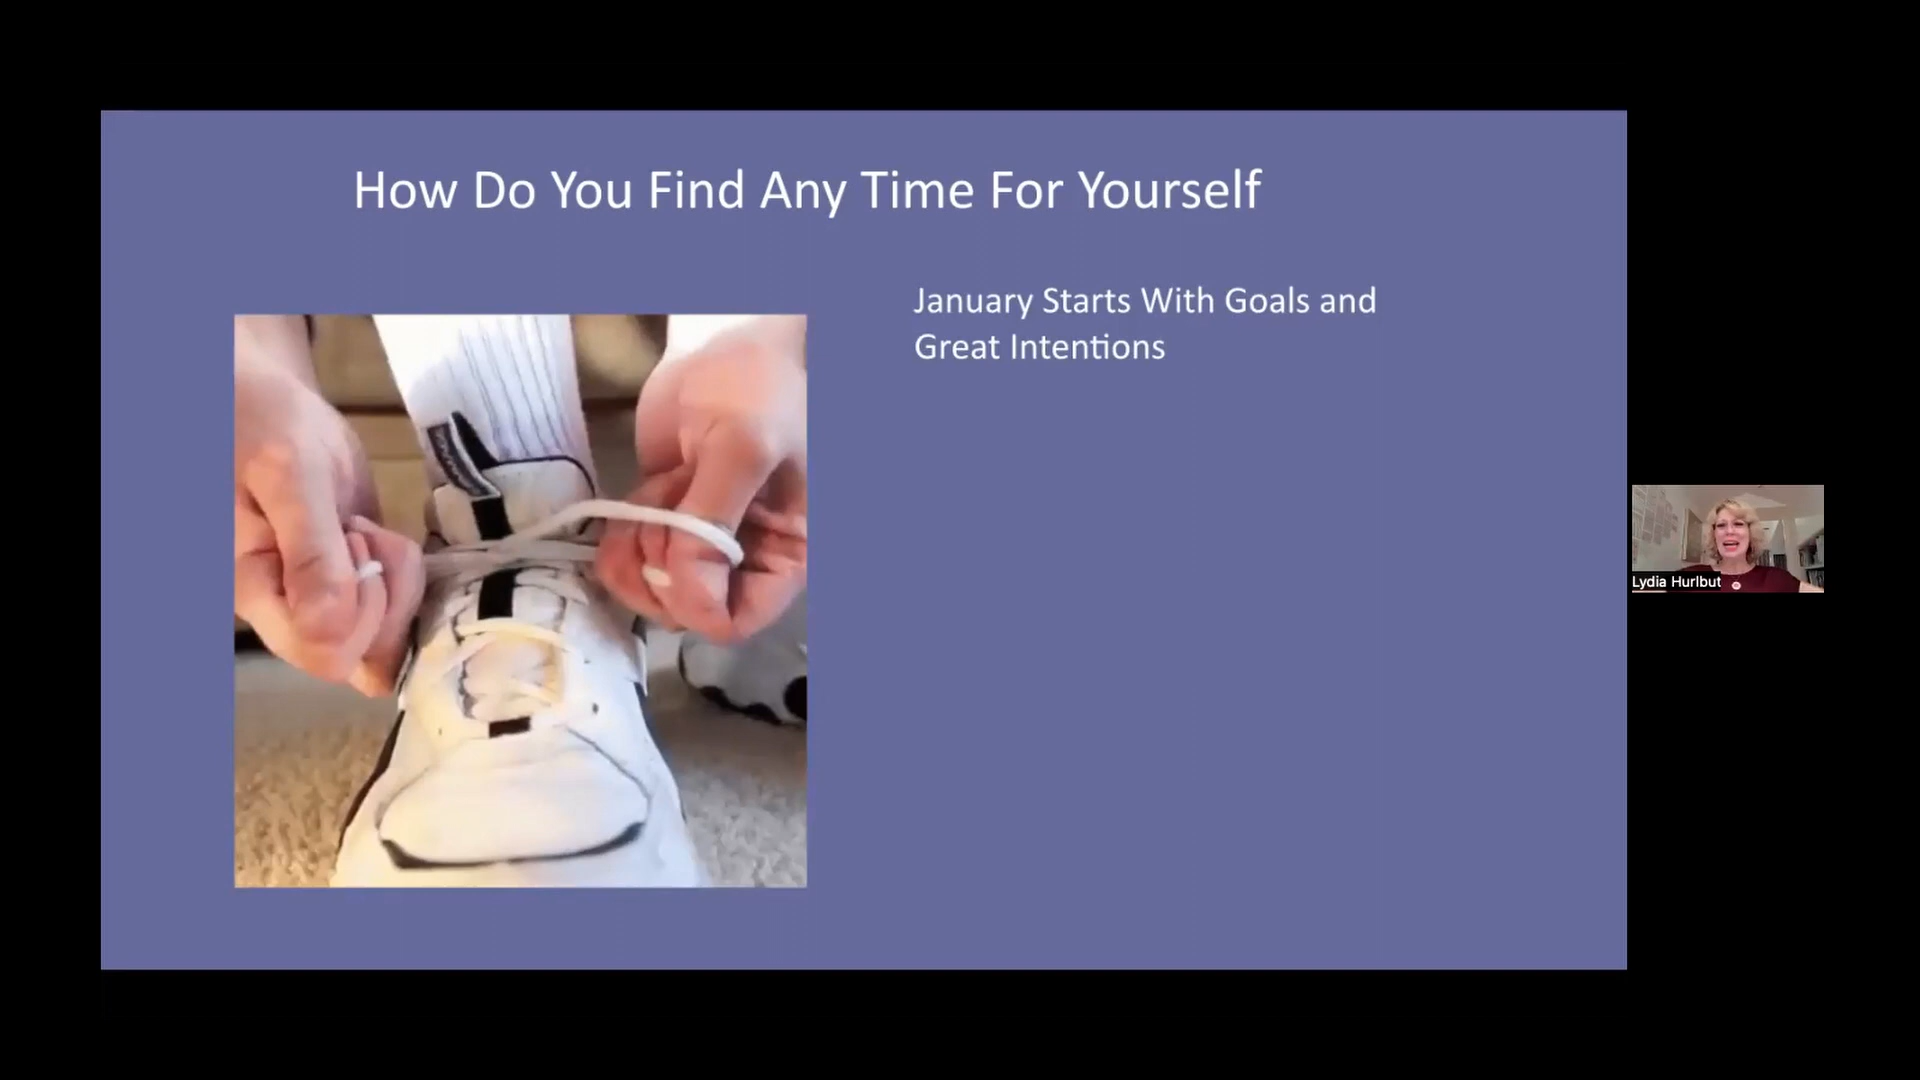 How Do You Find Any Time For Yourself
January Starts With Goals and
Great Intentions
Lydia Hurlbut